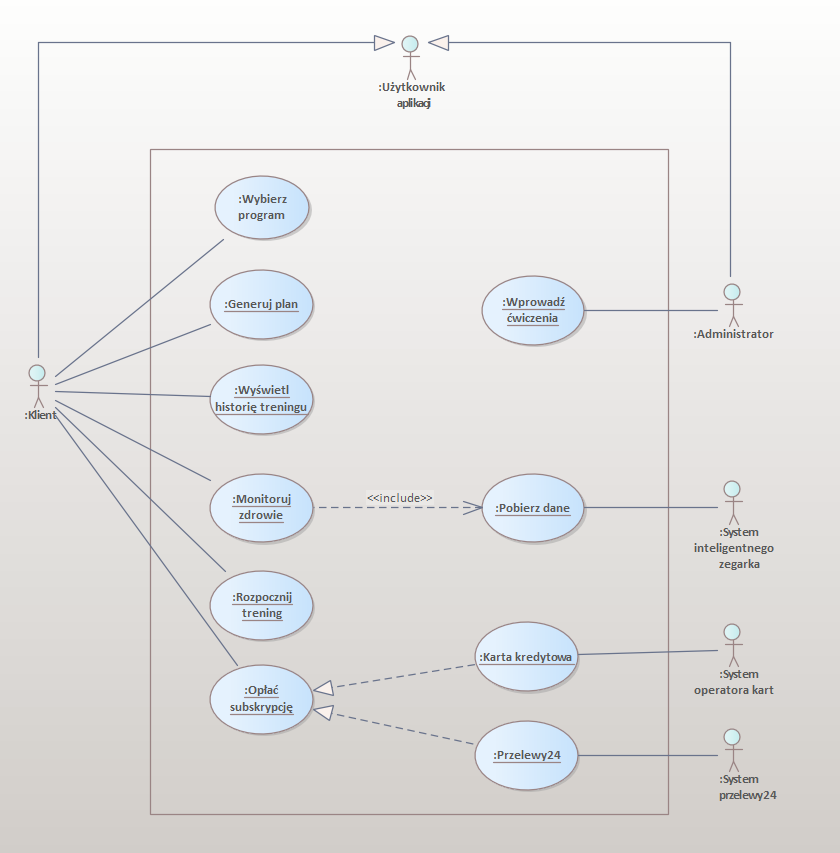 :Użytkownik
aplikacji
:Wybierz
program
:Generuj plan
:Wprowadź
ćwiczenia
:Administrator
:Wyświetl
historię treningu
:Klient
:Monitoruj
zdrowie
<<include>>
:Pobierz dane
:System
inteligentnego
zegarka
:Rozpocznij
trening
:Karta kredytowa
:System
operatora kart
:Opłać
subskrypcję
:Przelewy24
:System
przelewy24